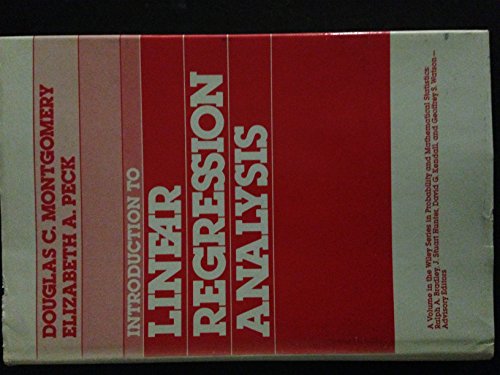 DOUGLAS C. MONTGOMERY
ELIZABETH A. PECK
INTRODUCTION TO
LINEAR
REGRESSION
ANALYSIS
A Volume in the Wiley Series in Probability and Mathematical Statistics:
Ralph A. Bradley, J. Stuart Hunter, David G. Kendall, and Geoffrey S. Watson—
Advisory Editors